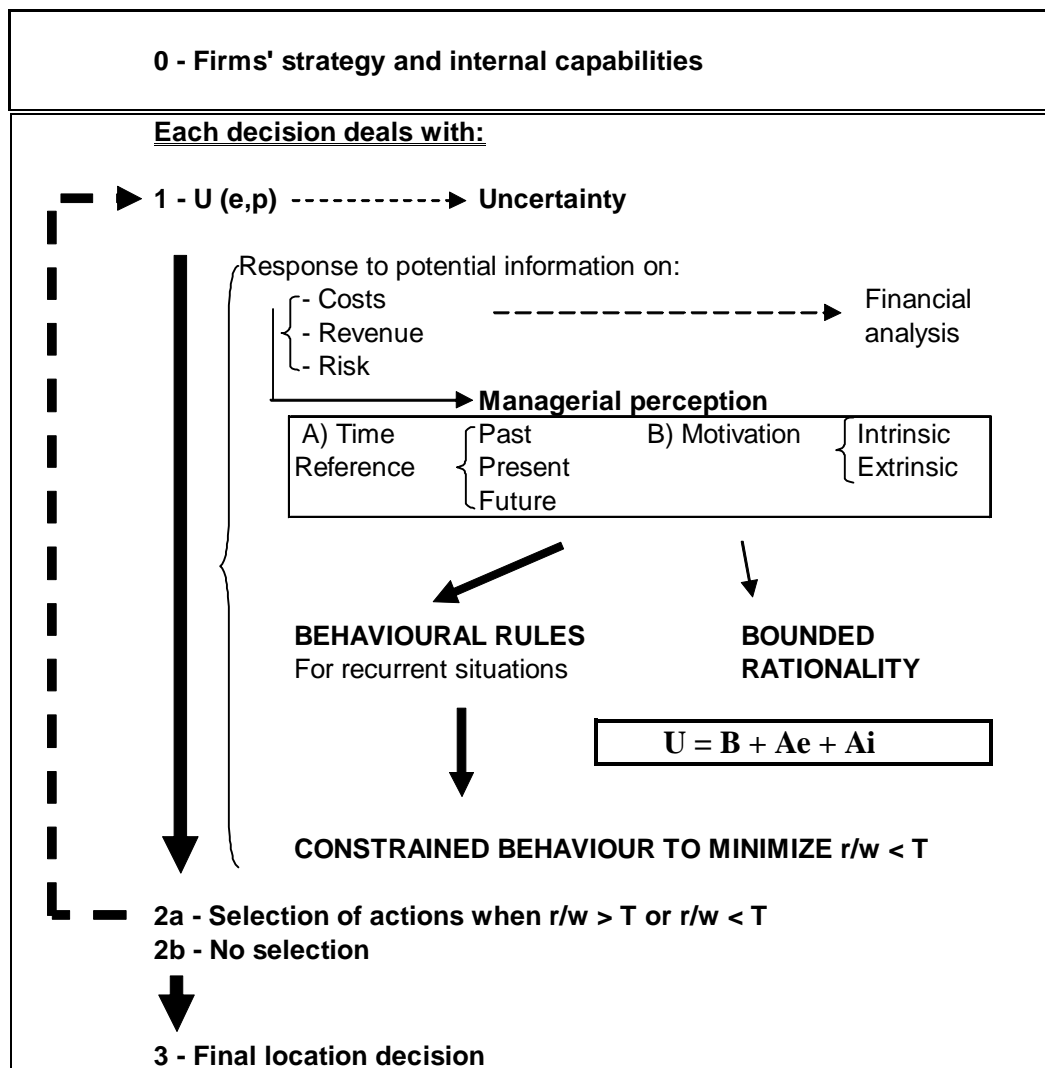 0 - Firms' strategy and internal capabilities
Each decision deals with:
1 - U (e,p)
Uncertainty
Response to potential information on:
- Costs
- Revenue
- Risk
Financial
analysis
Managerial perception
A) Time
Reference
Past
Present
Future
B) Motivation
Intrinsic
Extrinsic
BEHAVIOURAL RULES
For recurrent situations
BOUNDED
RATIONALITY
U = B + Ae + Ai
CONSTRAINED BEHAVIOUR TO MINIMIZE r/w < T
2a - Selection of actions when r/w > T or r/w < T
2b - No selection
3 - Final location decision